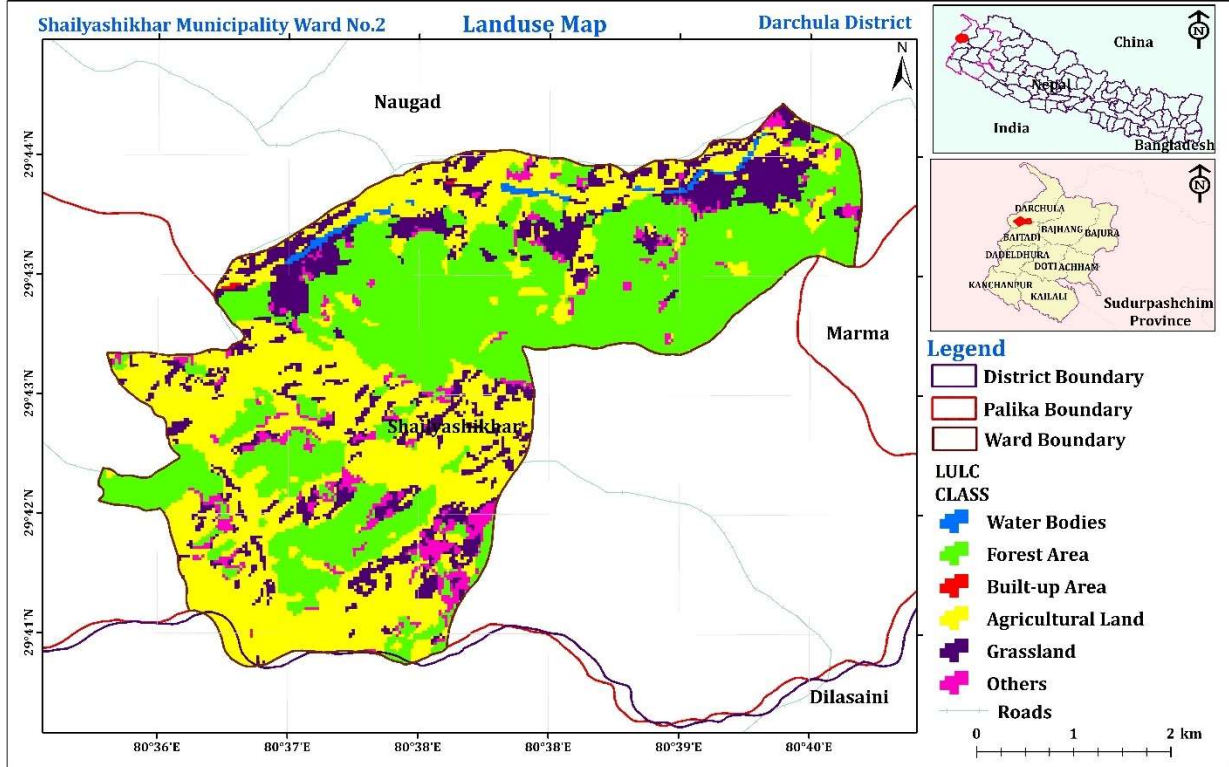 Shailyashikhar Municipality Ward No.2
Landuse Map
Darchula District
N
Naugad
Marma
Shailyashikhar
Dilasaini
29°44'N
29°43'N
29°43'N
29°42'N
29°41'N
80°36'E
80°37'E
80°38'E
80°38'E
80°39'E
80°40'E
N
China
Nepal
India
Bangladesh
N
DARCHULA
BAJHANG
BAJURA
BAITADI
DADELDHURA
DOTI
ACHHAM
KANCHANPUR
KAILALI
Sudurpashchim
Province
Legend
District Boundary
Palika Boundary
Ward Boundary
LULC
CLASS
Water Bodies
Forest Area
Built-up Area
Agricultural Land
Grassland
Others
Roads
0 1 2 km